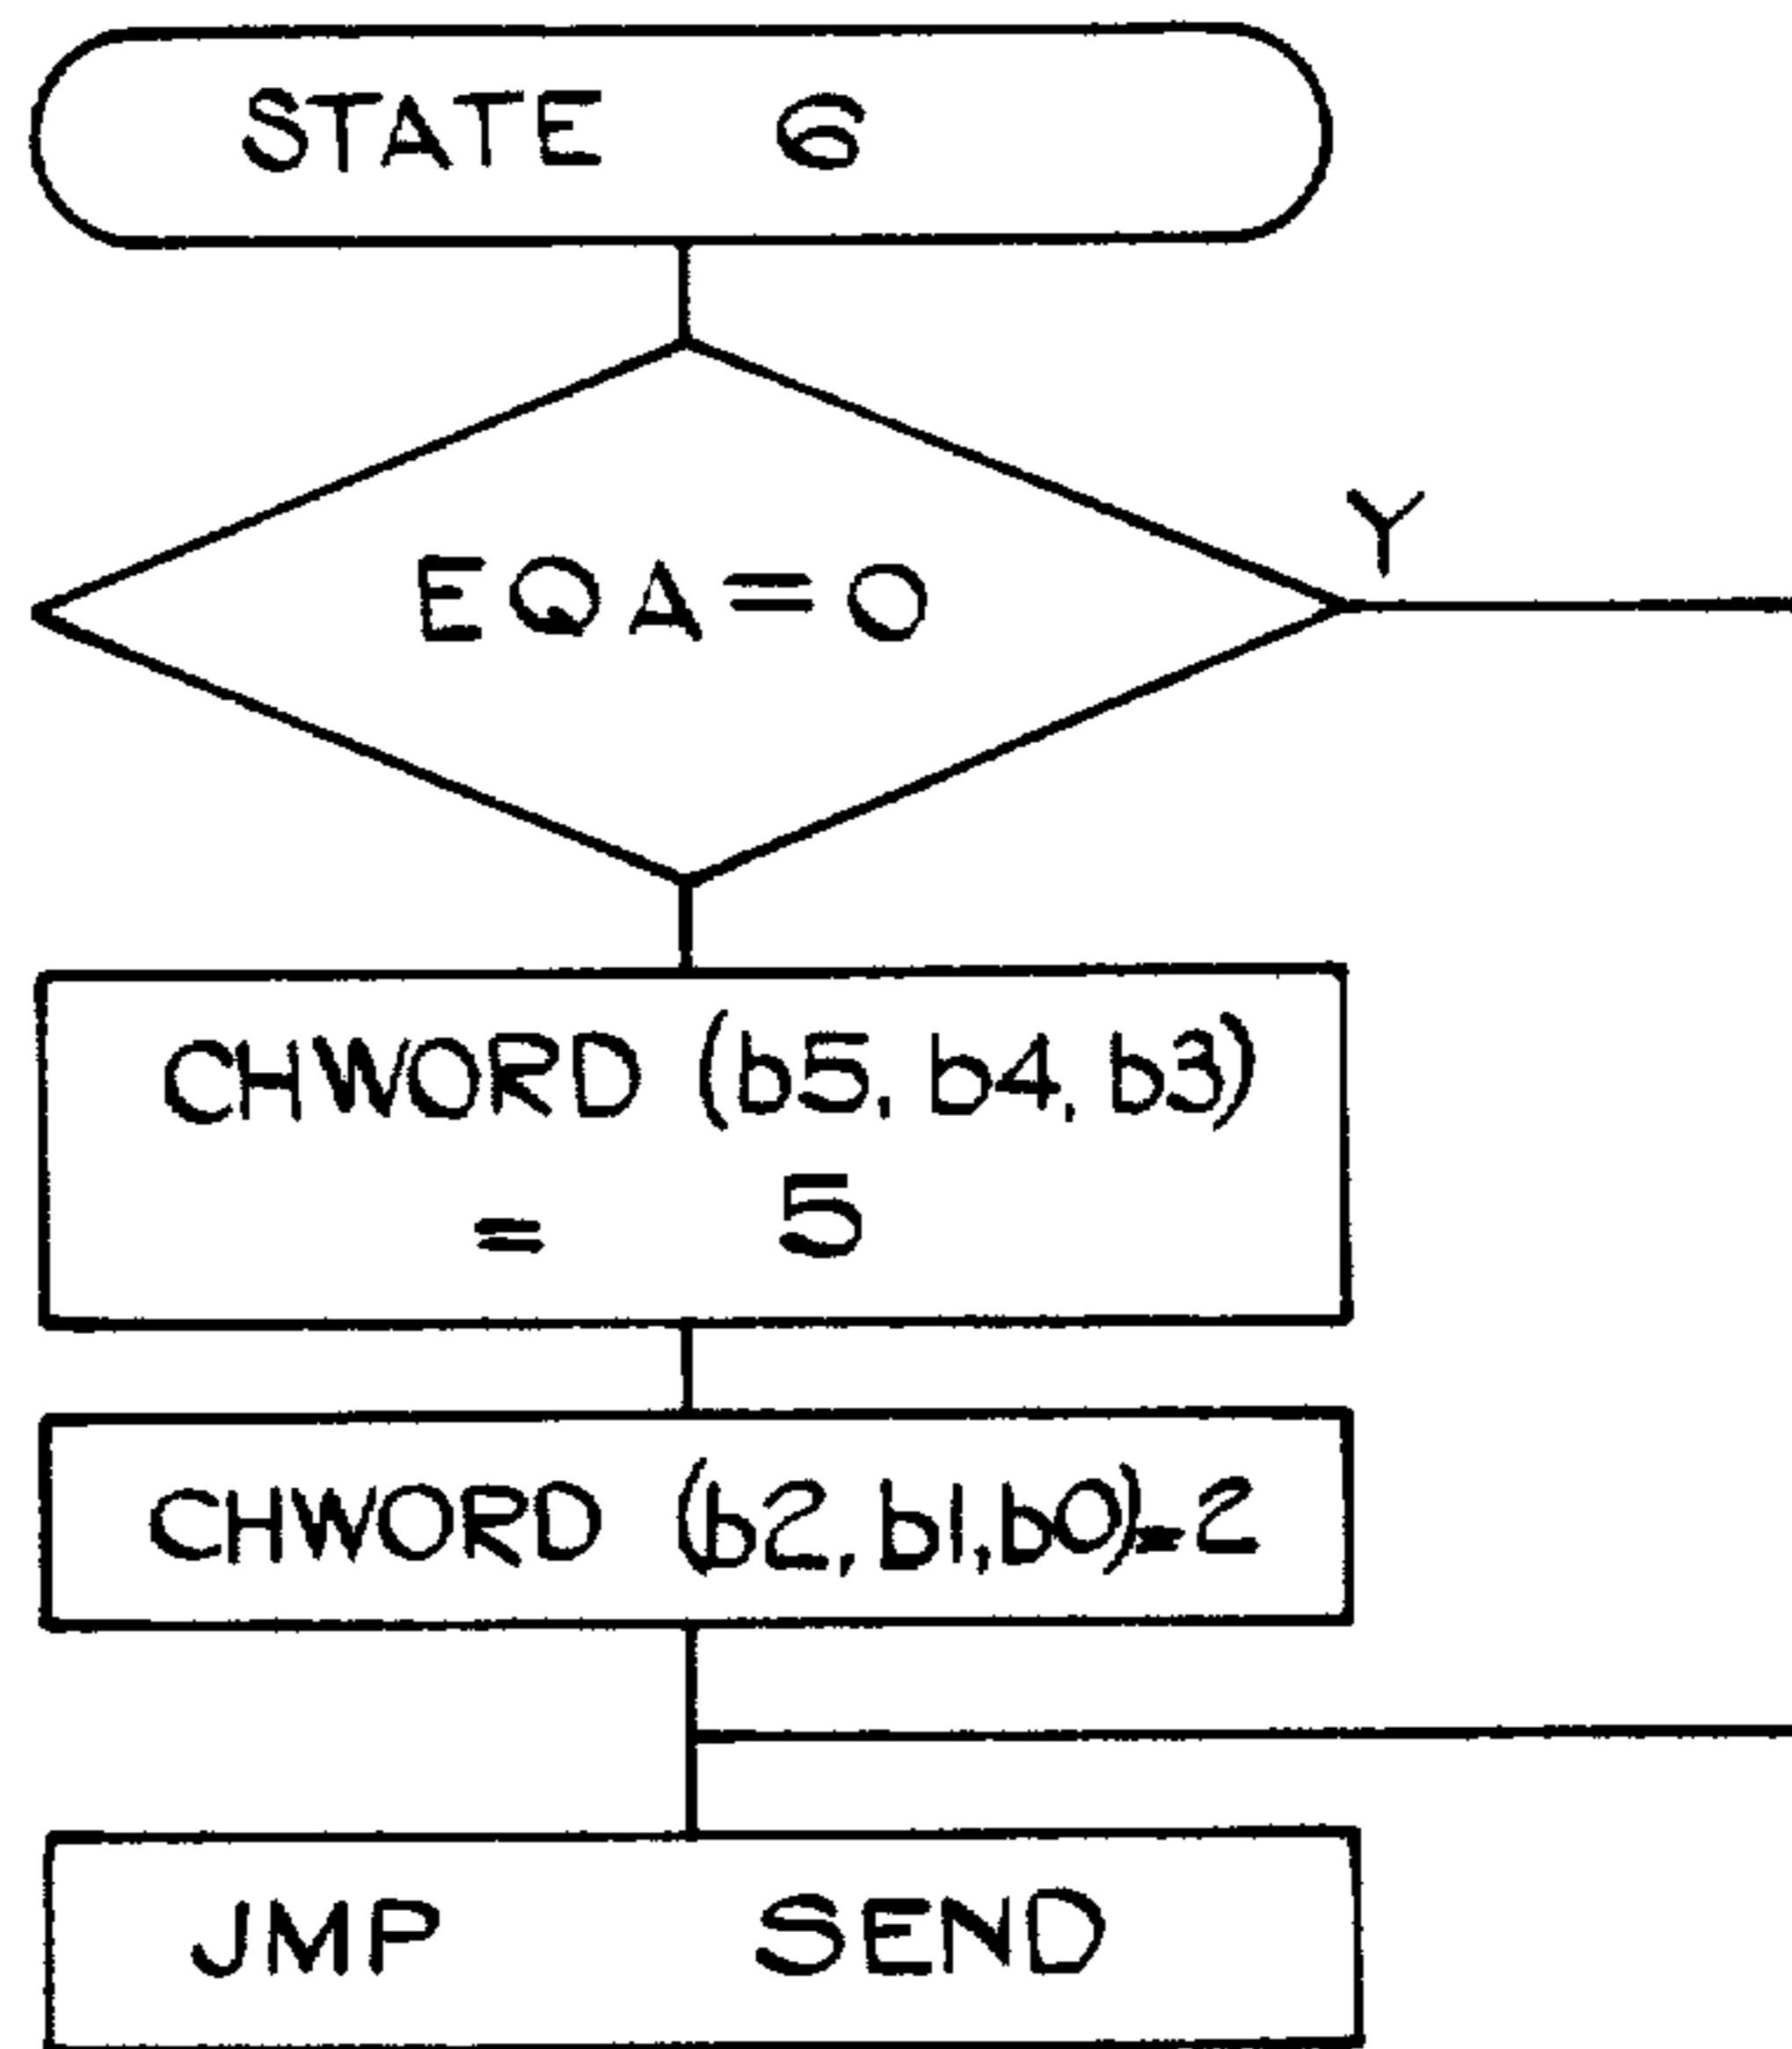 STATE 6
EQA=0
Y
CHWORD (b5, b4, b3)
= 5
CHWORD (b2, b1, b0)=2
JMP SEND